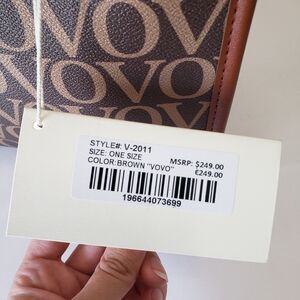 VOVO
STYLE#: V-2011
SIZE: ONE SIZE
COLOR:BROWN "VOVO"
MSRP: $249.00
€249.00
196644073699